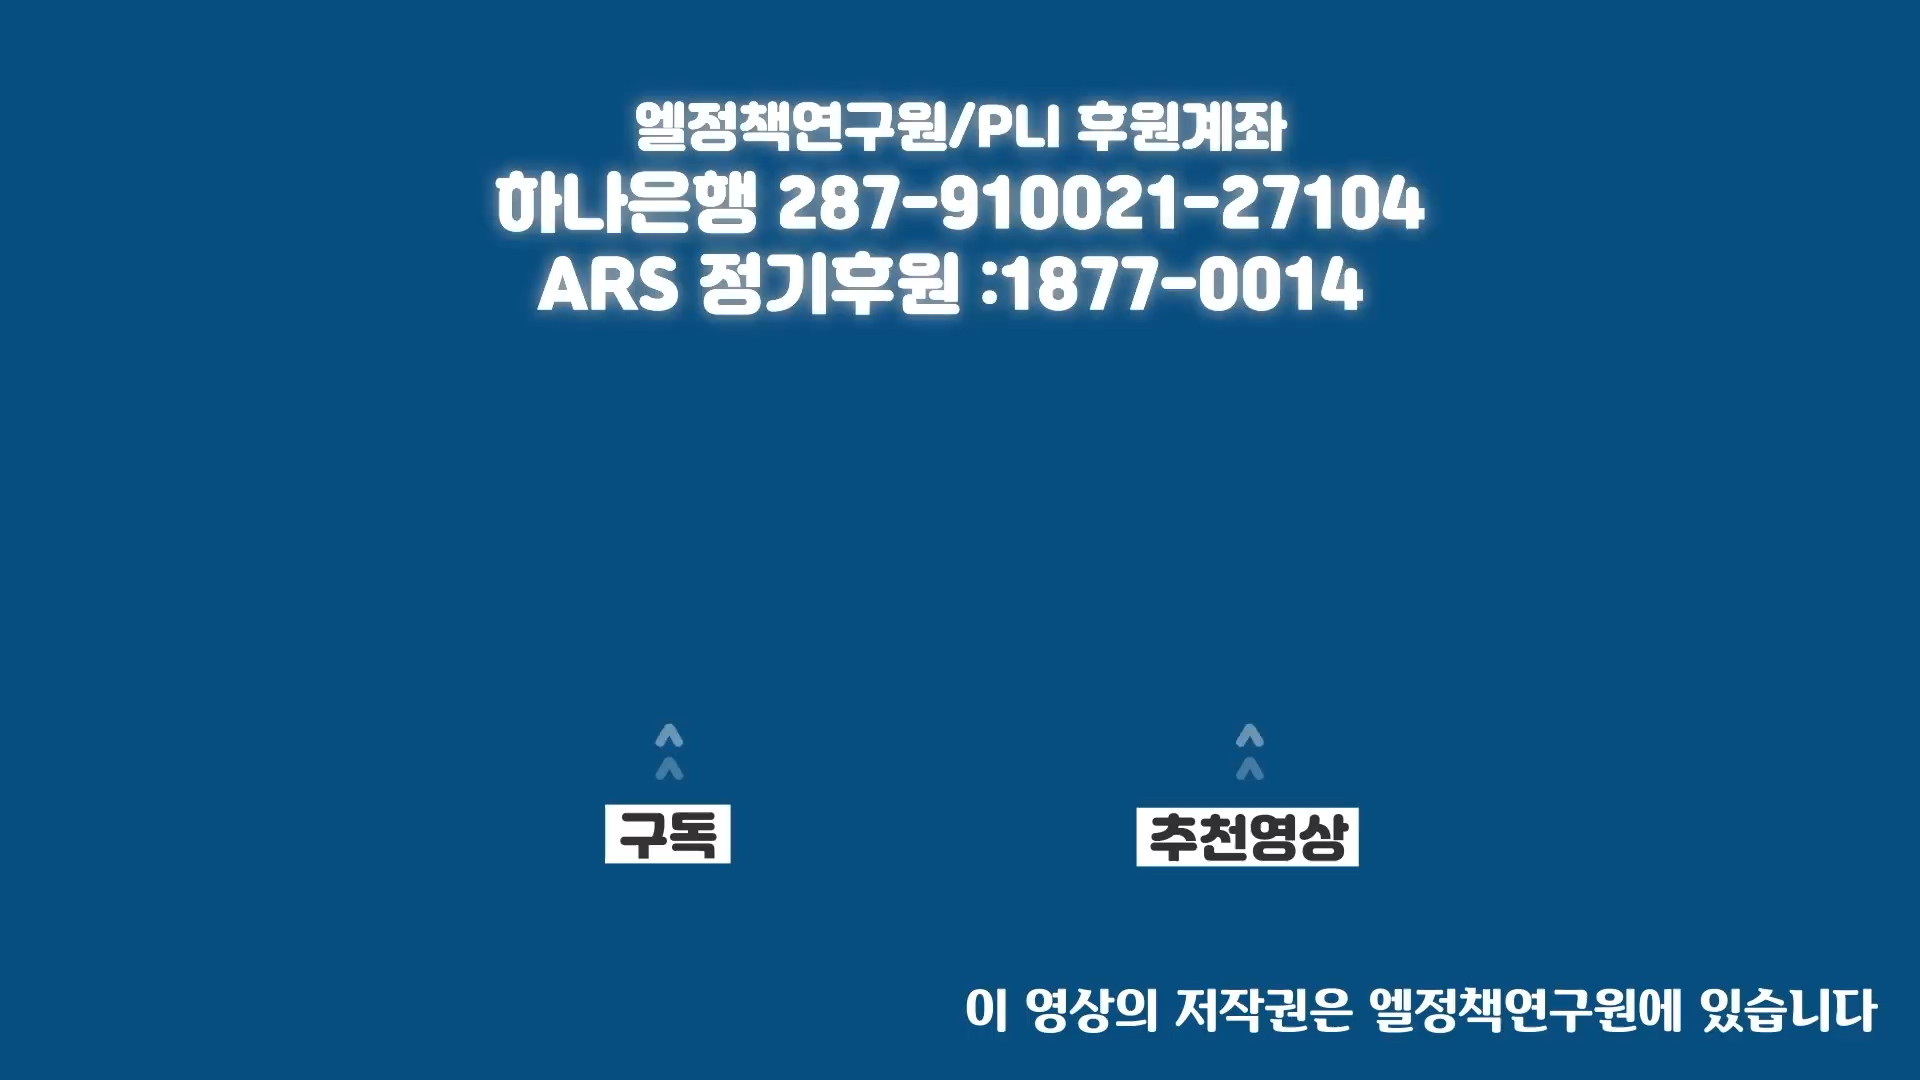 엘정책연구원/PLI 후원계좌
하나은행 287-910021-27104
ARS 정기후원 :1877-0014
구독
추천영상
이 영상의 저작권은 엘정책연구원에 있습니다